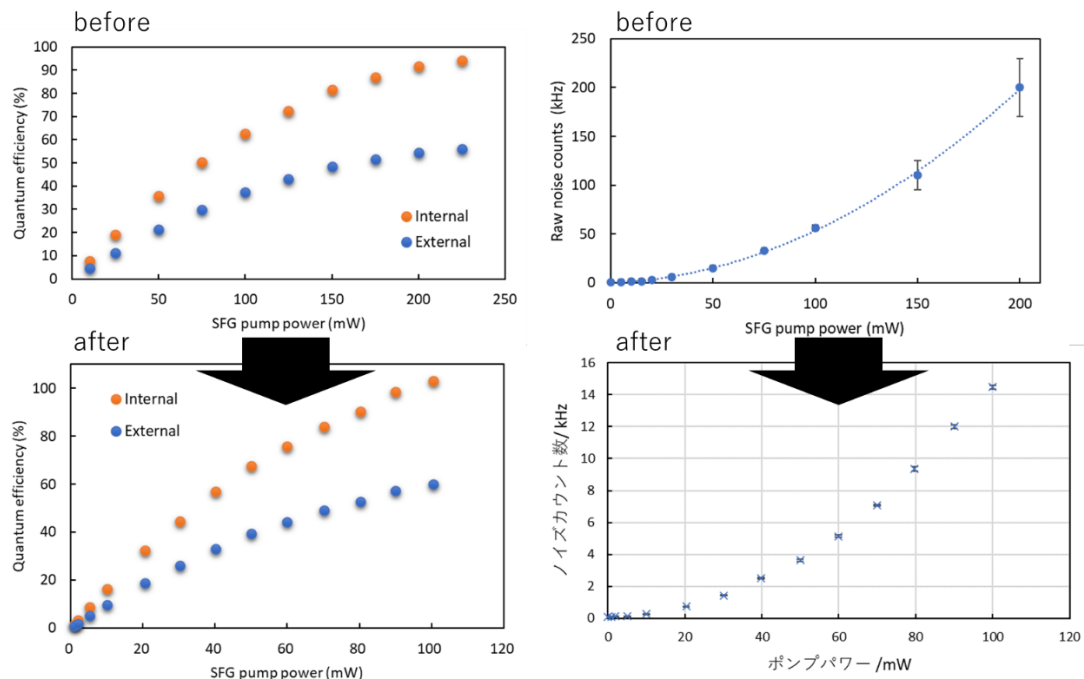 before
100
90
80
70
60
50
40
30
20
10
0
Quantum efficiency (%)
Internal
External
0 50 100 150 200 250
SFG pump power (mW)
before
250
200
150
100
50
0
Raw noise counts (kHz)
0 50 100 150 200
SFG pump power (mW)
after
100
80
60
40
20
0
Quantum efficiency (%)
Internal
External
0 20 40 60 80 100 120
SFG pump power (mW)
after
16
14
12
10
8
6
4
2
0
ノイズカウント数/ kHz
0 20 40 60 80 100 120
ポンプパワー /mW